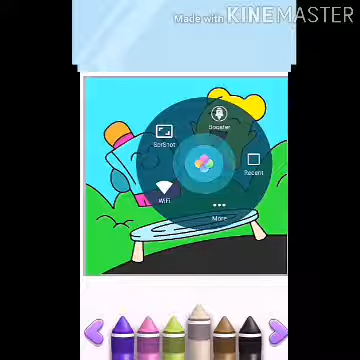 Made with KINEMASTER
Booster
ScrShot
Recent
WiFi
More